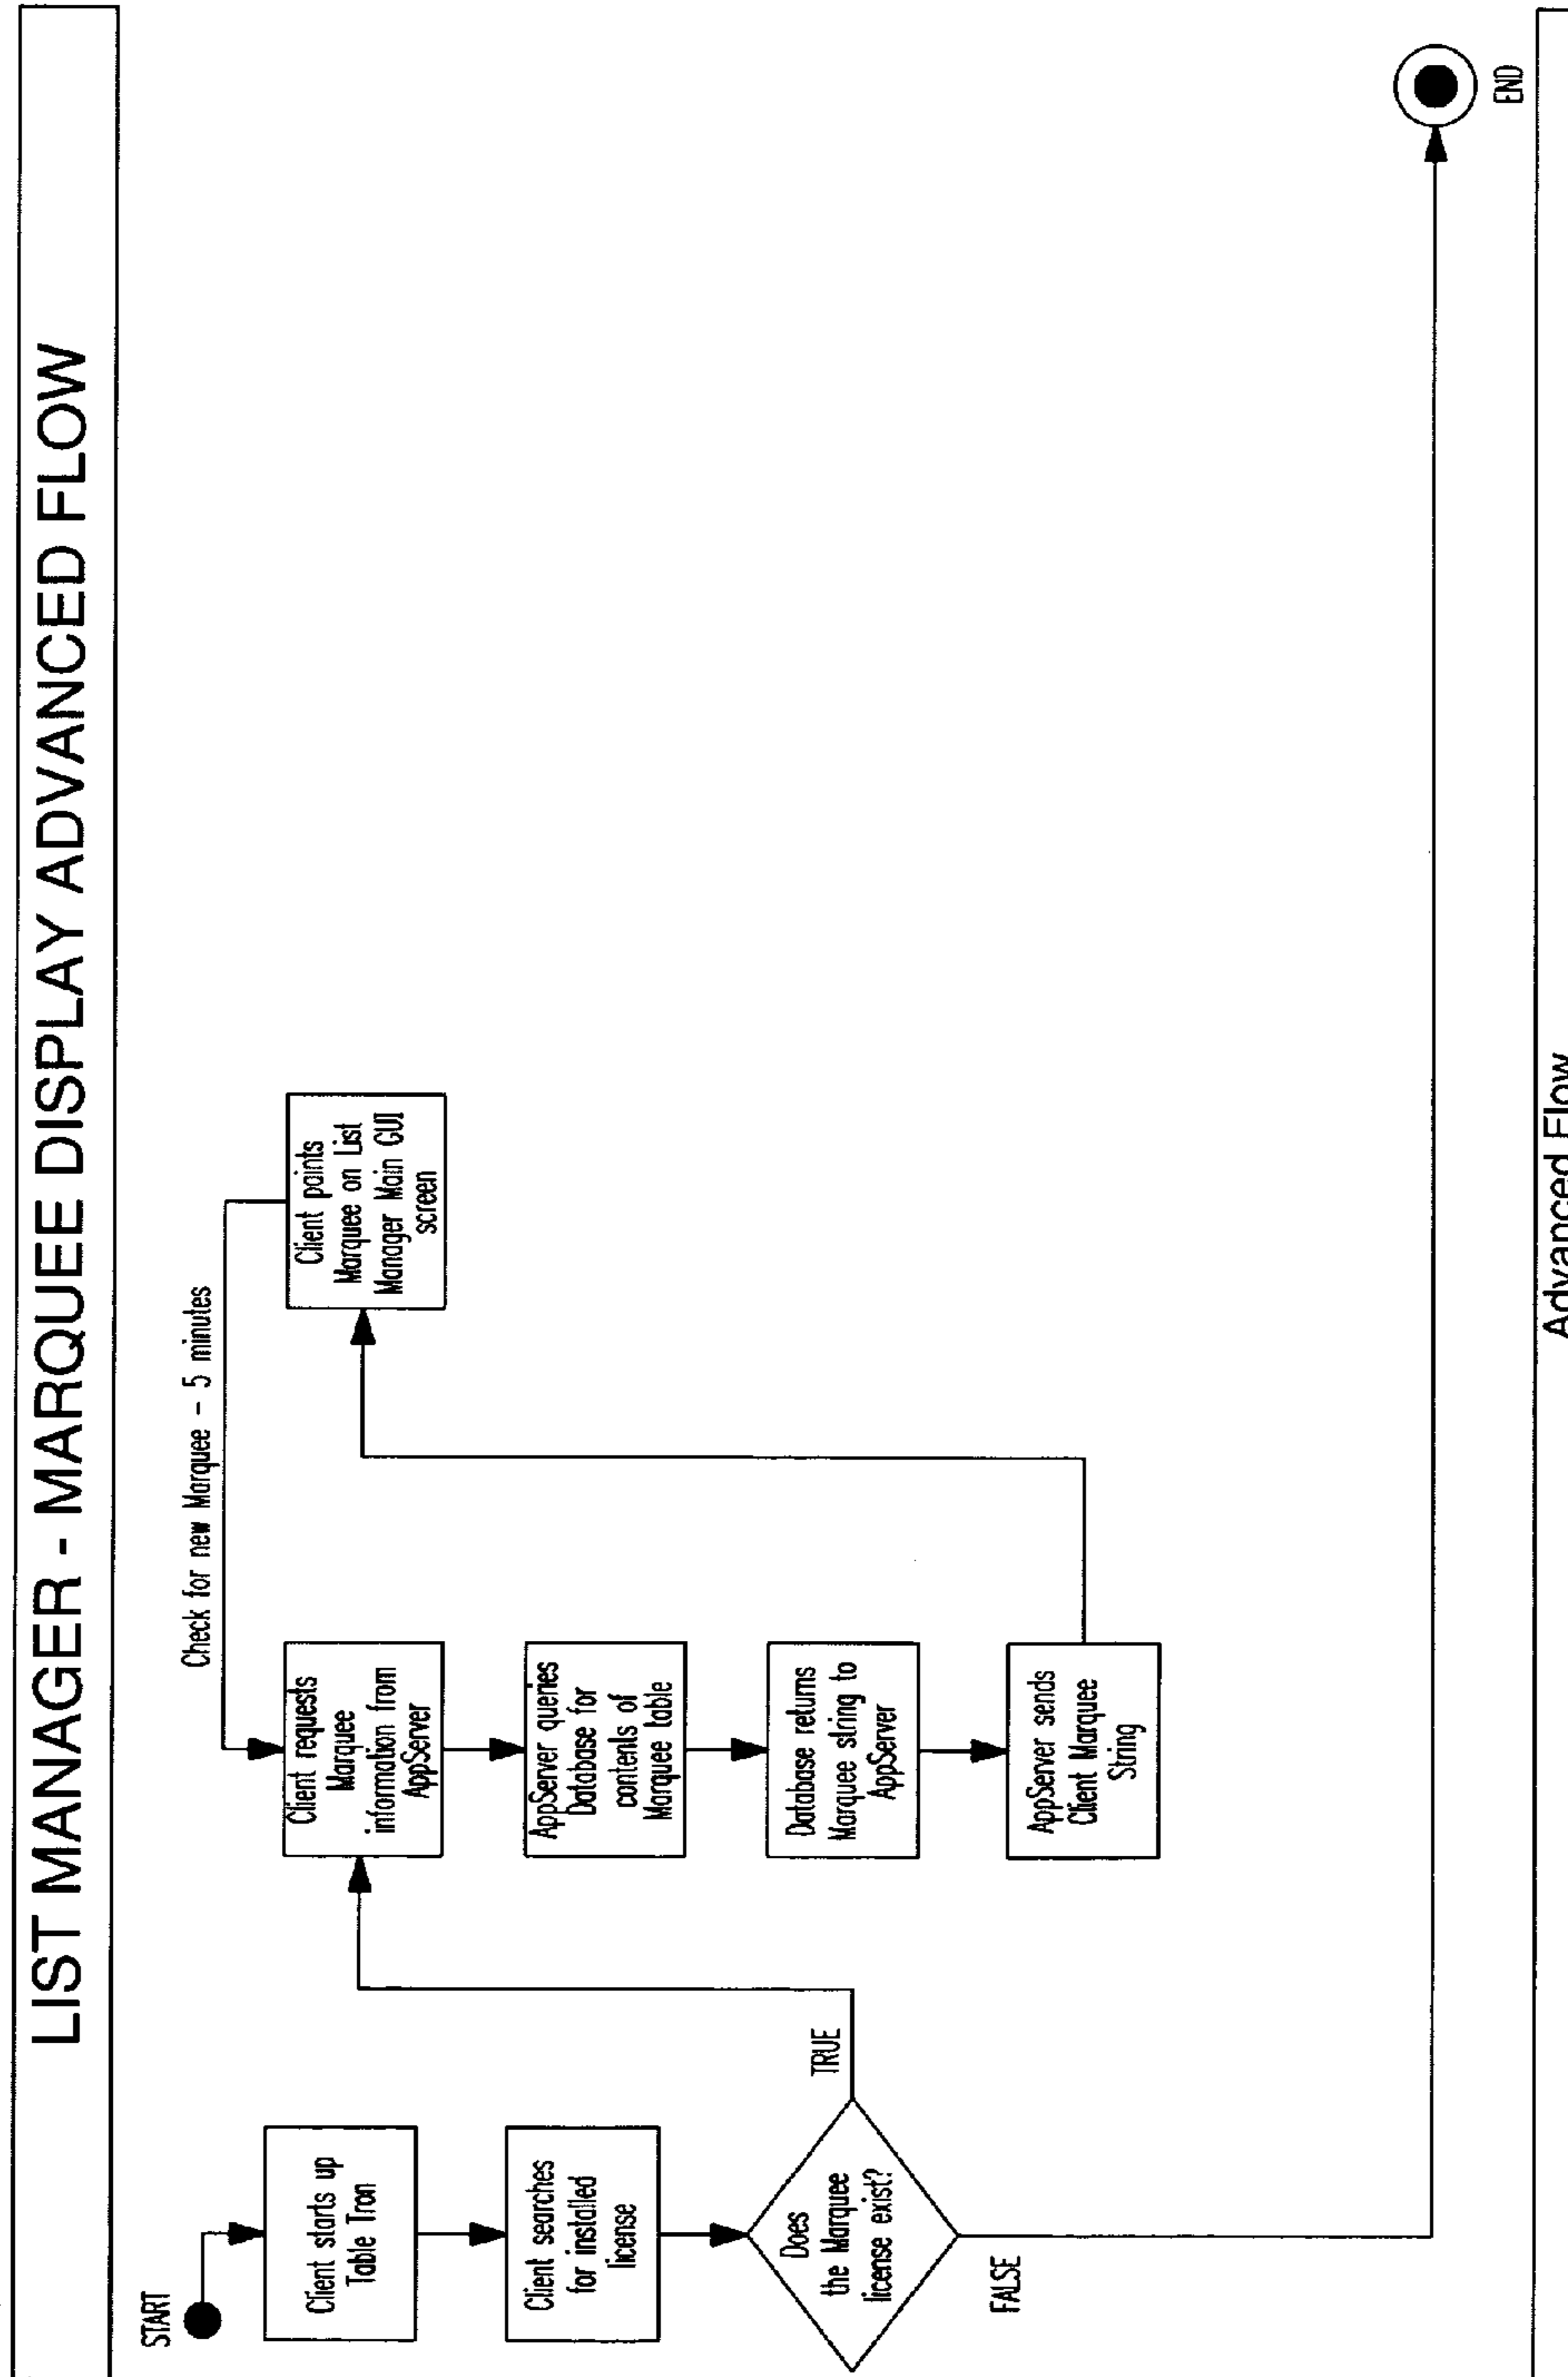 LIST MANAGER - MARQUEE DISPLAY ADVANCED FLOW
START
Client starts up
Table Tron
Client searches
for installed
license
Does
the Marquee
license exist?
TRUE
FALSE
Check for new Marquee - 5 minutes
Client requests
Marquee
information from
AppServer
AppServer queries
Database for
contents of
Marquee table
Database returns
Marquee string to
AppServer
AppServer sends
Client Marquee
String
Client paints
Marquee on List
Manager Main GUI
screen
END
Advanced Flow